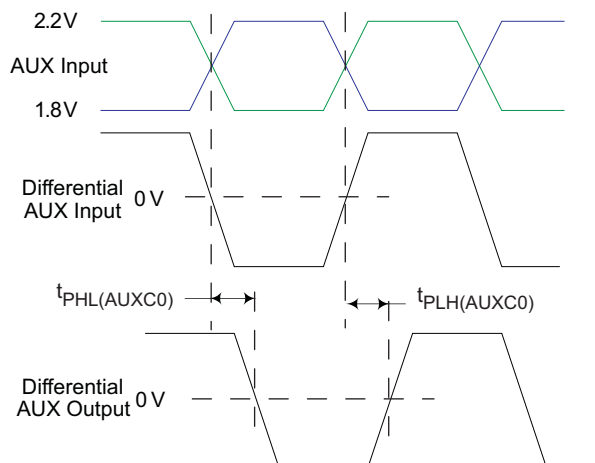 2.2V
AUX Input
1.8V
Differential
AUX Input 0 V
tPHL(AUXC0)
tPLH(AUXC0)
Differential
AUX Output 0 V